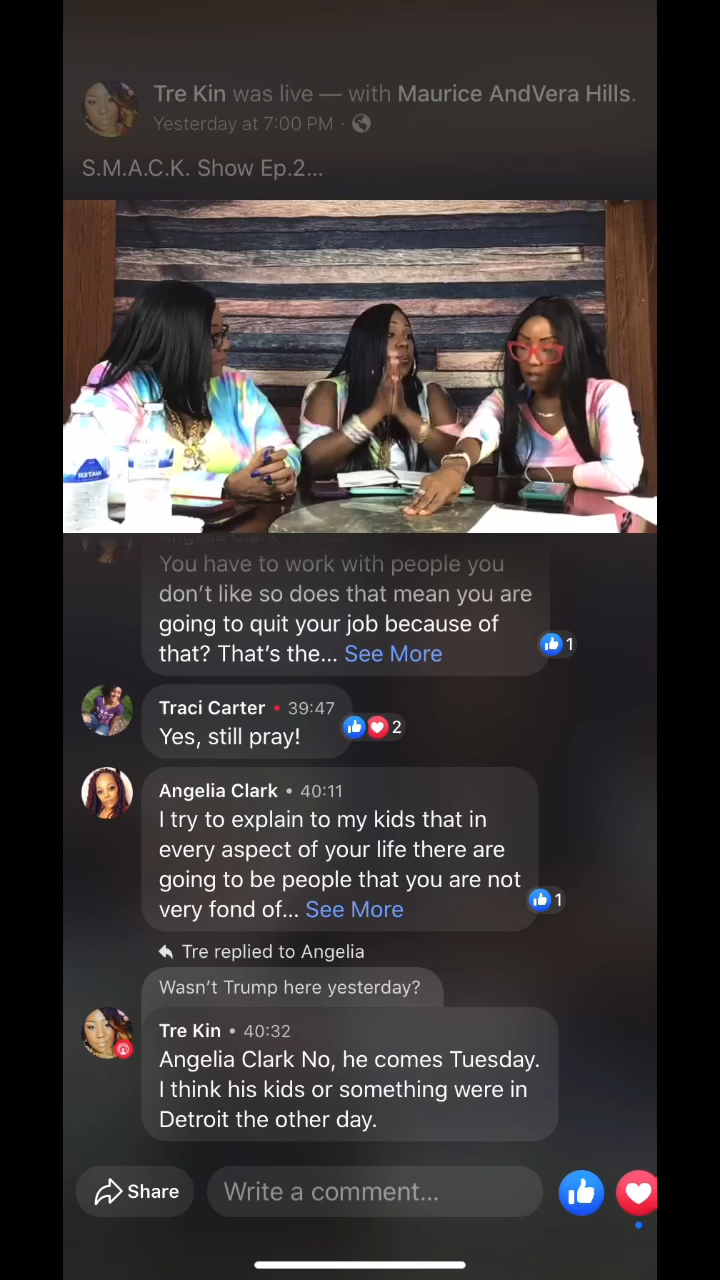 Tre Kin was live — with Maurice AndVera Hills.
Yesterday at 7:00 PM ·
S.M.A.C.K. Show Ep.2...
WATER
Angelia Clark
You have to work with people you
don't like so does that mean you are
going to quit your job because of
that? That's the... See More
1
Traci Carter • 39:47
Yes, still pray!
2
Angelia Clark • 40:11
I try to explain to my kids that in
every aspect of your life there are
going to be people that you are not
very fond of... See More
1
Tre replied to Angelia
Wasn't Trump here yesterday?
Tre Kin • 40:32
Angelia Clark No, he comes Tuesday.
I think his kids or something were in
Detroit the other day.
Share
Write a comment...